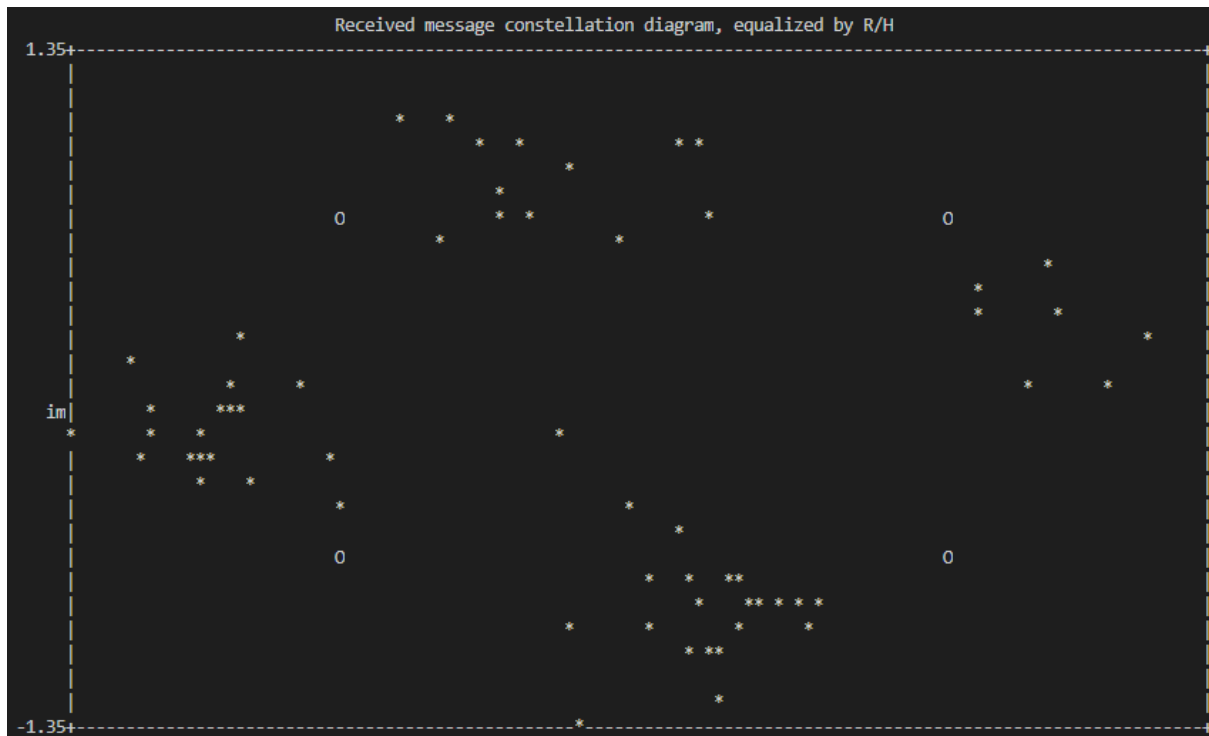 Received message constellation diagram, equalized by R/H
1.35
O O
im
O O
-1.35